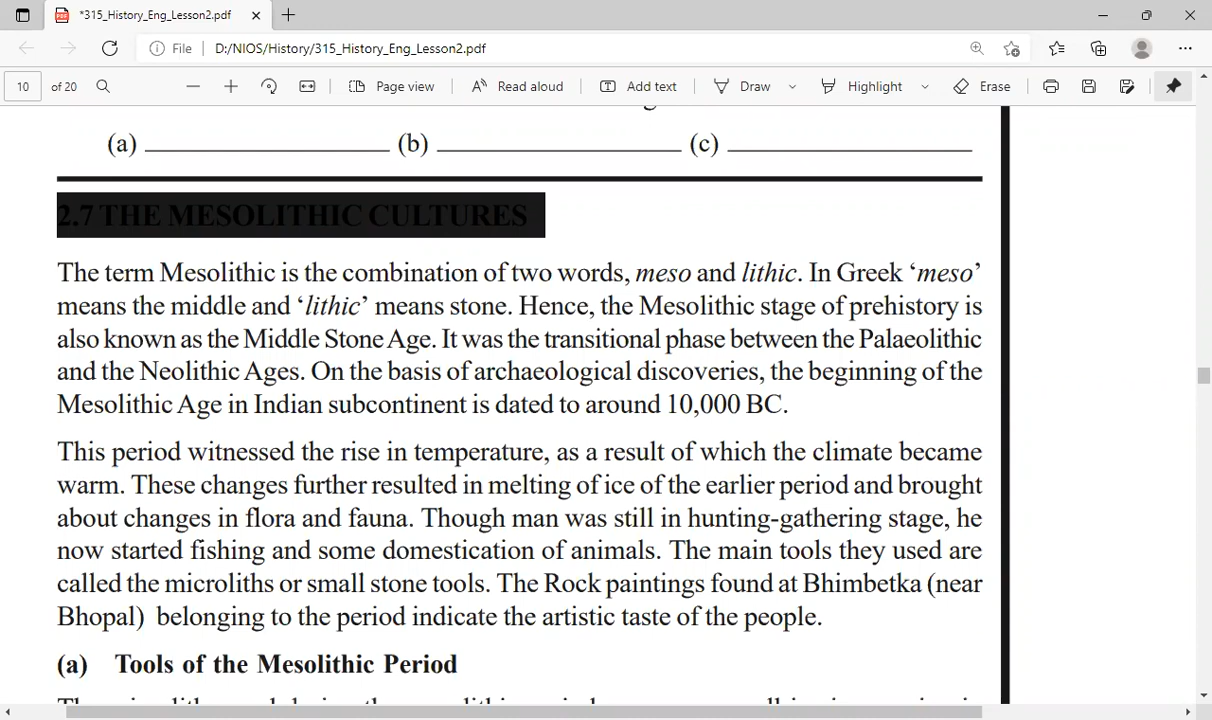 *315_History_Eng_Lesson2.pdf
File D:/NIOS/History/315_History_Eng_Lesson2.pdf
10 of 20 Page view Read aloud Add text Draw Highlight Erase
(a) (b) (c)
2.7 THE MESOLITHIC CULTURES
The term Mesolithic is the combination of two words, meso and lithic. In Greek ‘meso’
means the middle and ‘lithic’ means stone. Hence, the Mesolithic stage of prehistory is
also known as the Middle Stone Age. It was the transitional phase between the Palaeolithic
and the Neolithic Ages. On the basis of archaeological discoveries, the beginning of the
Mesolithic Age in Indian subcontinent is dated to around 10,000 BC.
This period witnessed the rise in temperature, as a result of which the climate became
warm. These changes further resulted in melting of ice of the earlier period and brought
about changes in flora and fauna. Though man was still in hunting-gathering stage, he
now started fishing and some domestication of animals. The main tools they used are
called the microliths or small stone tools. The Rock paintings found at Bhimbetka (near
Bhopal) belonging to the period indicate the artistic taste of the people.
(a) Tools of the Mesolithic Period